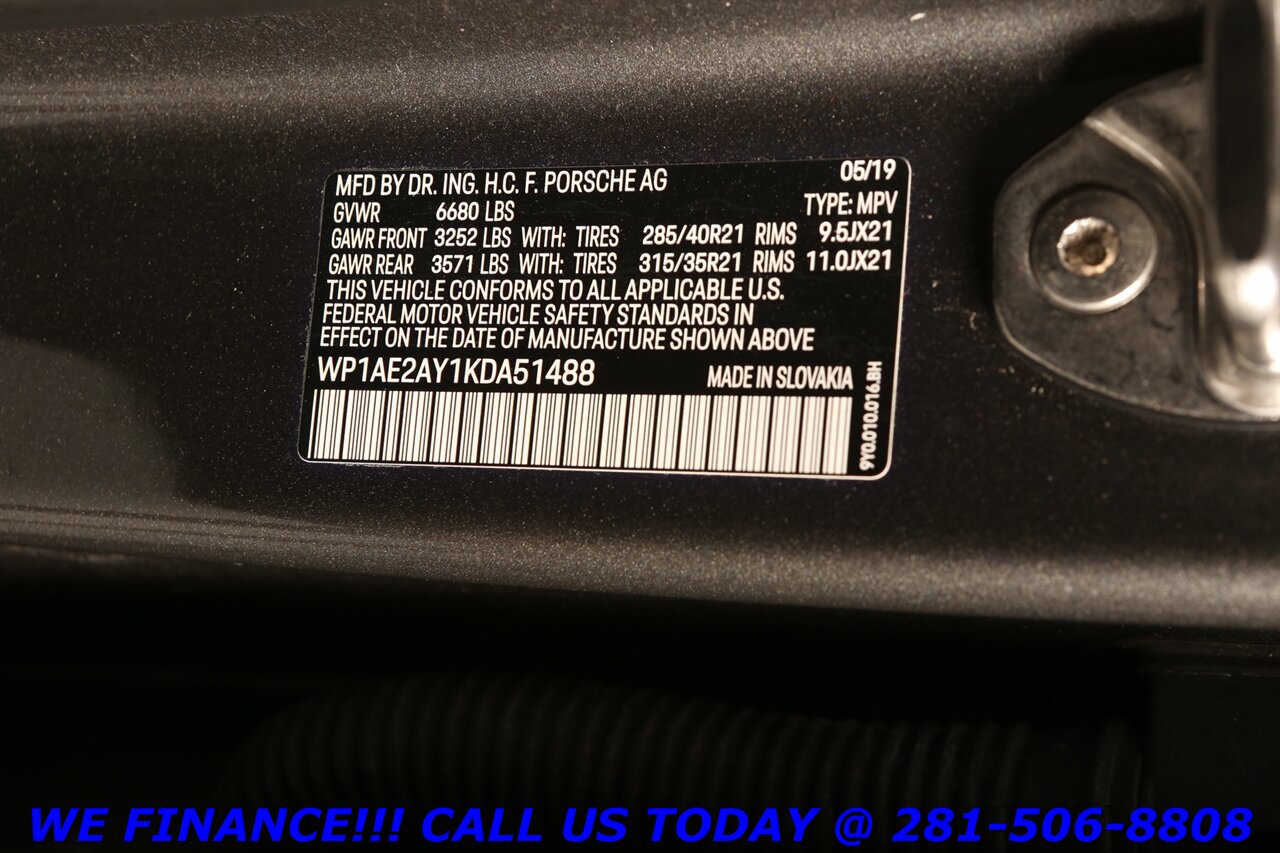 MFD BY DR. ING. H.C. F. PORSCHE AG 05/19
GVWR 6680 LBS TYPE: MPV
GAWR FRONT 3252 LBS WITH: TIRES 285/40R21 RIMS 9.5JX21
GAWR REAR 3571 LBS WITH: TIRES 315/35R21 RIMS 11.0JX21
THIS VEHICLE CONFORMS TO ALL APPLICABLE U.S.
FEDERAL MOTOR VEHICLE SAFETY STANDARDS IN
EFFECT ON THE DATE OF MANUFACTURE SHOWN ABOVE
WP1AE2AY1KDA51488 MADE IN SLOVAKIA
9Y0.010.016.BH
WE FINANCE!!! CALL US TODAY @ 281-506-8808